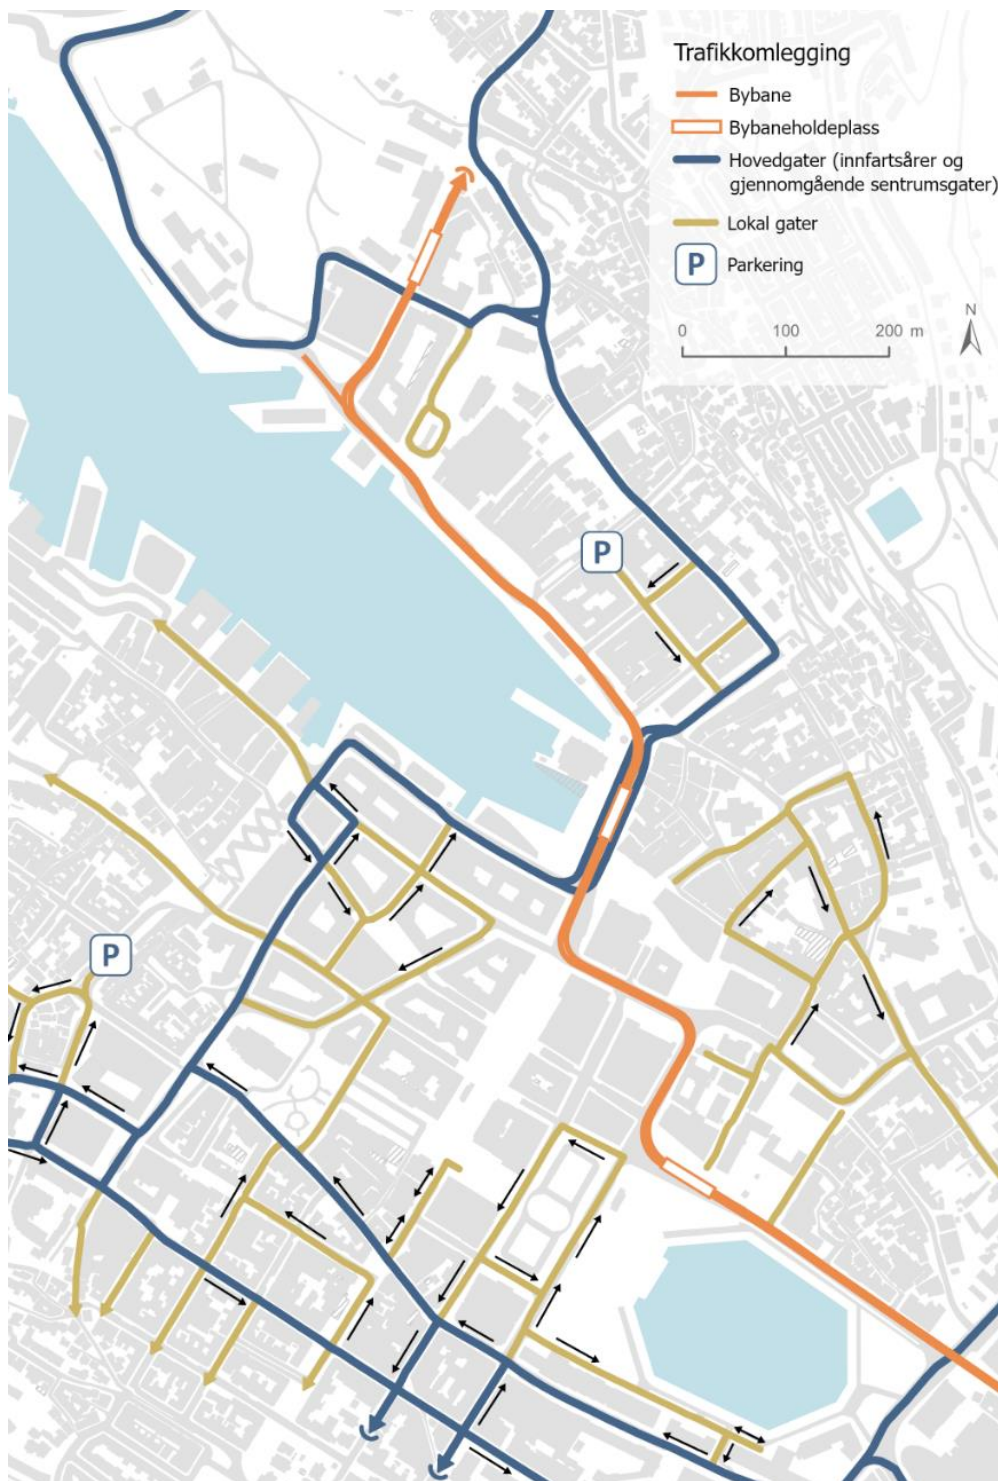 Trafikkomlegging
Bybane
Bybaneholdeplass
Hovedgater (innfartsårer og
gjennomgående sentrumsgater)
Lokal gater
P Parkering
N
0 100 200 m
P
P